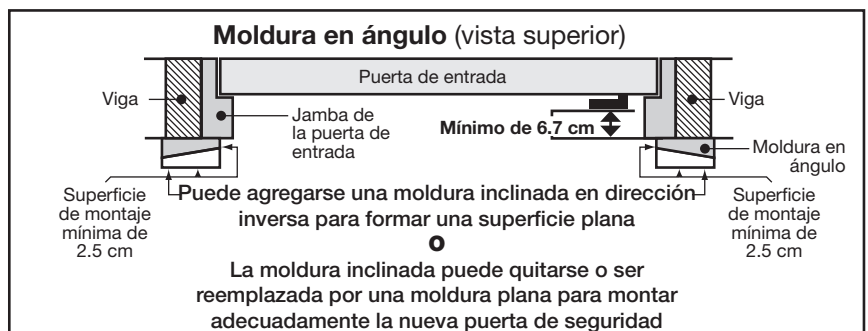 Moldura en ángulo (vista superior)
Puerta de entrada
Viga
Jamba de
la puerta de
entrada
Mínimo de 6.7 cm
Viga
Moldura en
ángulo
Superficie
de montaje
mínima de
2.5 cm
Puede agregarse una moldura inclinada en dirección
inversa para formar una superficie plana
o
La moldura inclinada puede quitarse o ser
reemplazada por una moldura plana para montar
adecuadamente la nueva puerta de seguridad
Superficie
de montaje
mínima de
2.5 cm